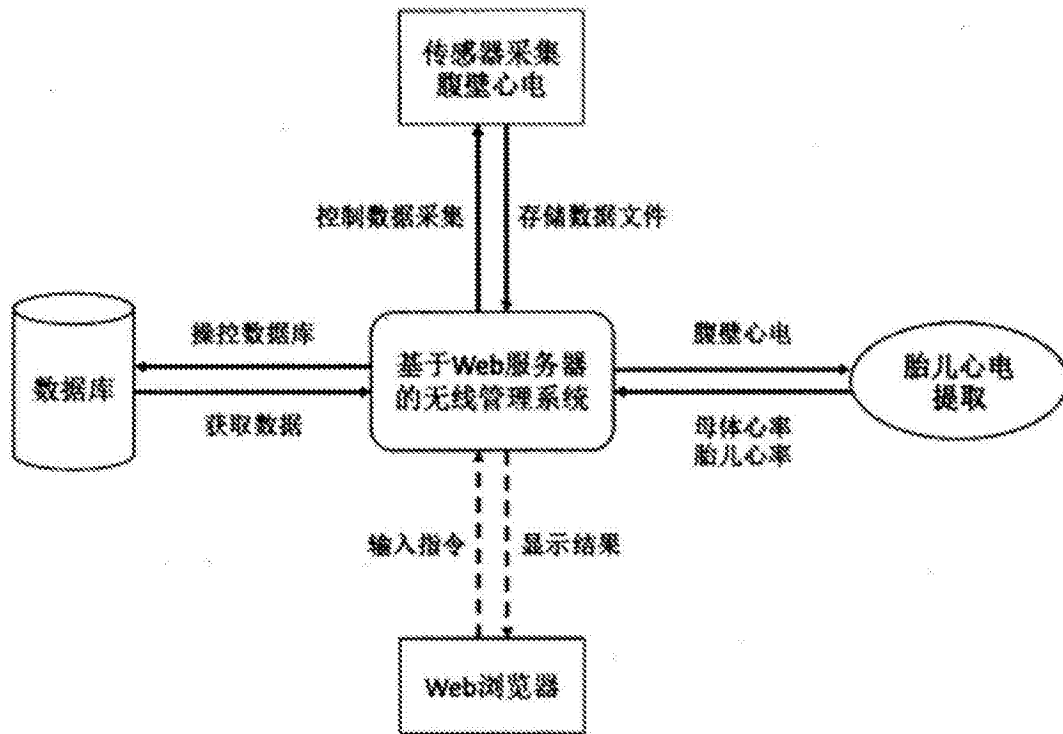 传感器采集
腹壁心电
控制数据采集
存储数据文件
操控数据库
腹壁心电
数据库
基于Web服务器
的无线管理系统
胎儿心电
提取
获取数据
母体心率
胎儿心率
输入指令
显示结果
Web浏览器